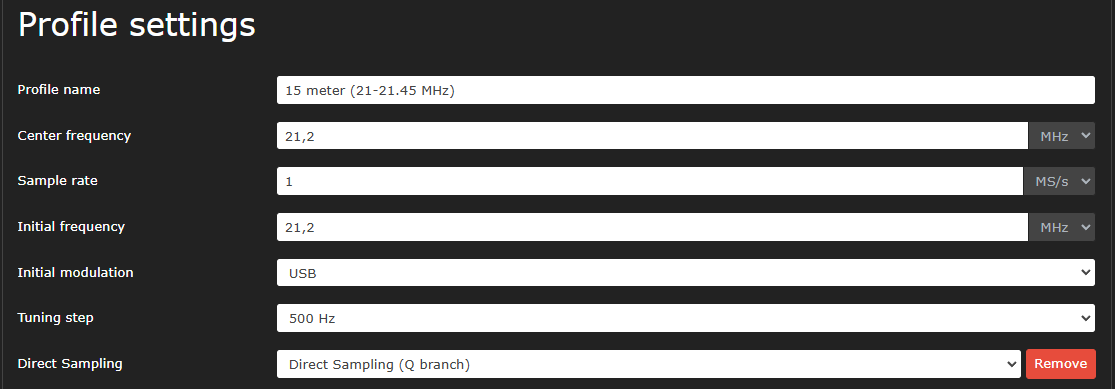 Profile settings
Profile name 15 meter (21-21.45 MHz)
Center frequency 21,2 MHz
Sample rate 1 MS/s
Initial frequency 21,2 MHz
Initial modulation USB
Tuning step 500 Hz
Direct Sampling Direct Sampling (Q branch) Remove